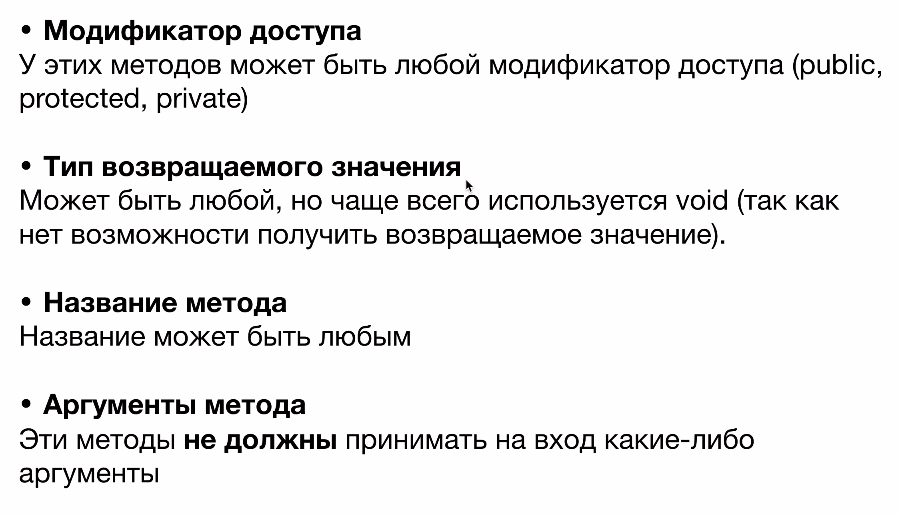 • Модификатор доступа
У этих методов может быть любой модификатор доступа (public,
protected, private)
• Тип возвращаемого значения
Может быть любой, но чаще всего используется void (так как
нет возможности получить возвращаемое значение).
• Название метода
Название может быть любым
• Аргументы метода
Эти методы не должны принимать на вход какие-либо
аргументы